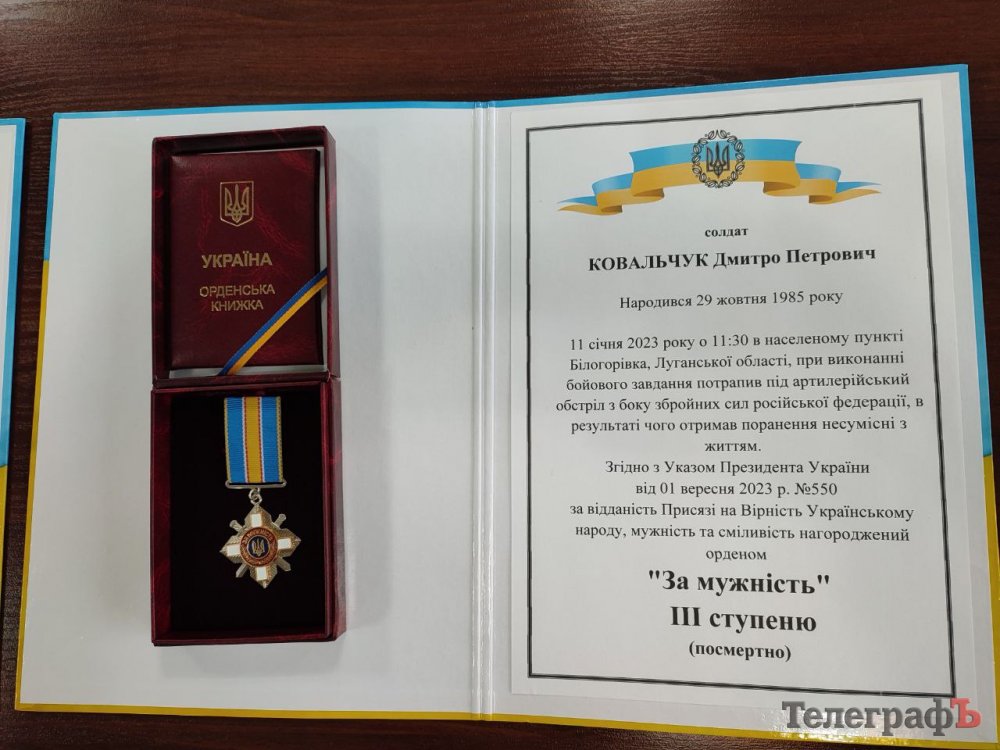 УКРАЇНА
ОРДЕНСЬКА
КНИЖКА
ЗА МУЖНІСТЬ
солдат
КОВАЛЬЧУК Дмитро Петрович
Народився 29 жовтня 1985 року
11 січня 2023 року о 11:30 в населеному пункті
Білогорівка, Луганської області, при виконанні
бойового завдання потрапив під артилерійський
обстріл з боку збройних сил російської федерації, в
результаті чого отримав поранення несумісні з
життям.
Згідно з Указом Президента України
від 01 вересня 2023 р. №550
за відданість Присязі на Вірність Українському
народу, мужність та сміливість нагороджений
орденом
"За мужність"
ІІІ ступеню
(посмертно)
ТелеграфЪ